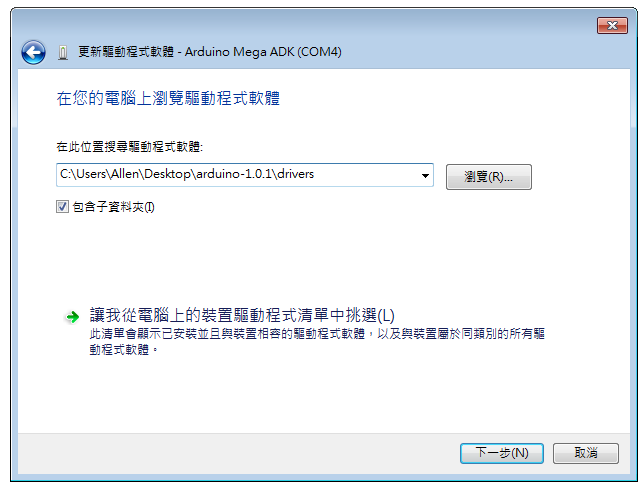 更新驅動程式軟體 - Arduino Mega ADK (COM4)
在您的電腦上瀏覽驅動程式軟體
在此位置搜尋驅動程式軟體:
C:\Users\Allen\Desktop\arduino-1.0.1\drivers
瀏覽(R)...
包含子資料夾(I)
讓我從電腦上的裝置驅動程式清單中挑選(L)
此清單會顯示已安裝並且與裝置相容的驅動程式軟體，以及與裝置屬於同類別的所有驅
動程式軟體。
下一步(N)
取消